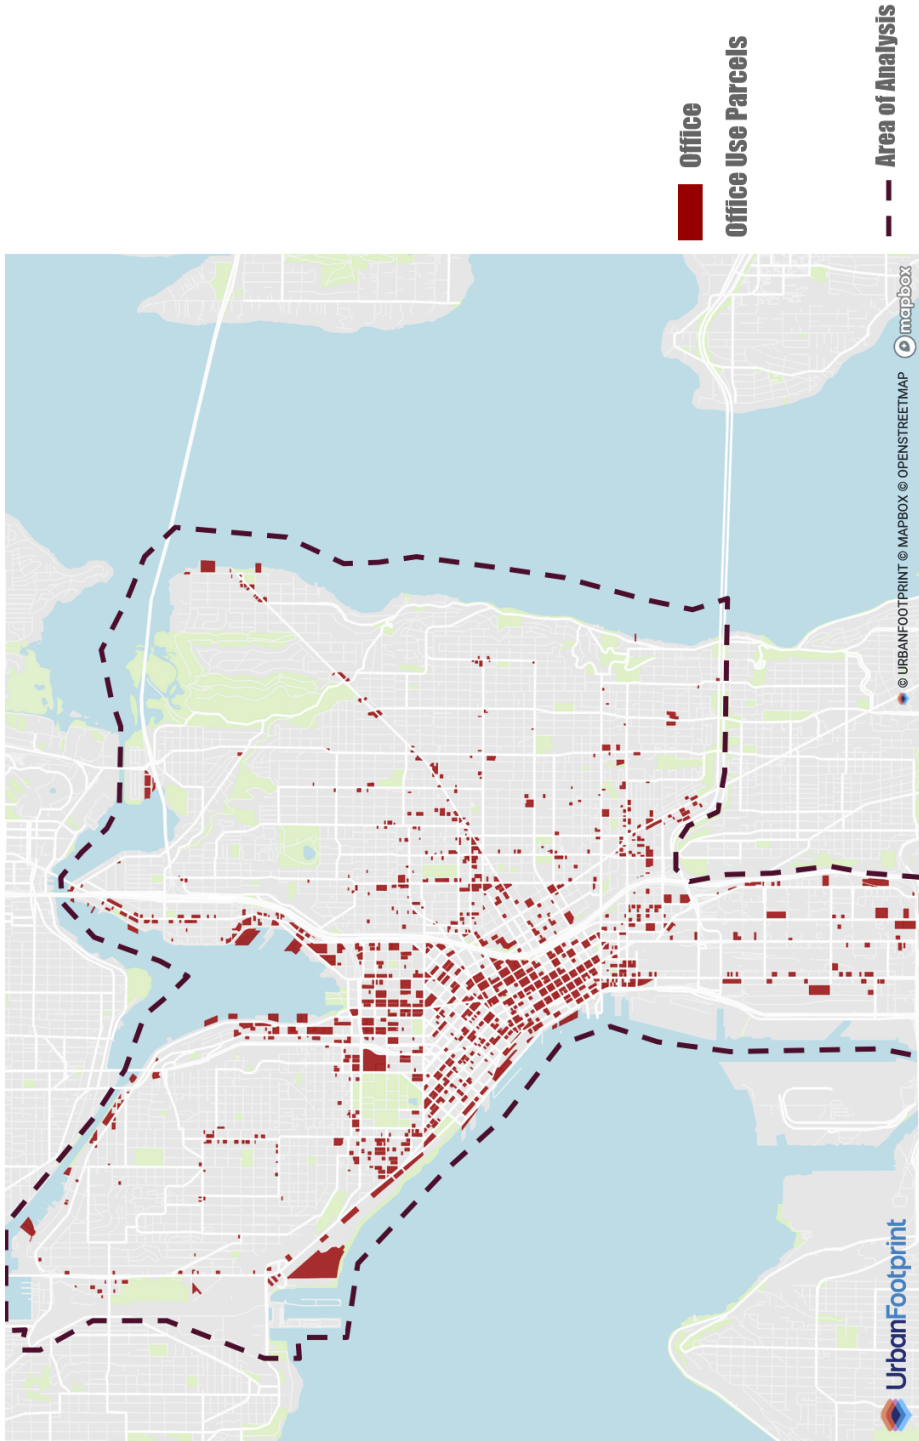 Office
Office Use Parcels
Area of Analysis
© URBANFOOTPRINT © MAPBOX © OPENSTREETMAP
mapbox
UrbanFootprint